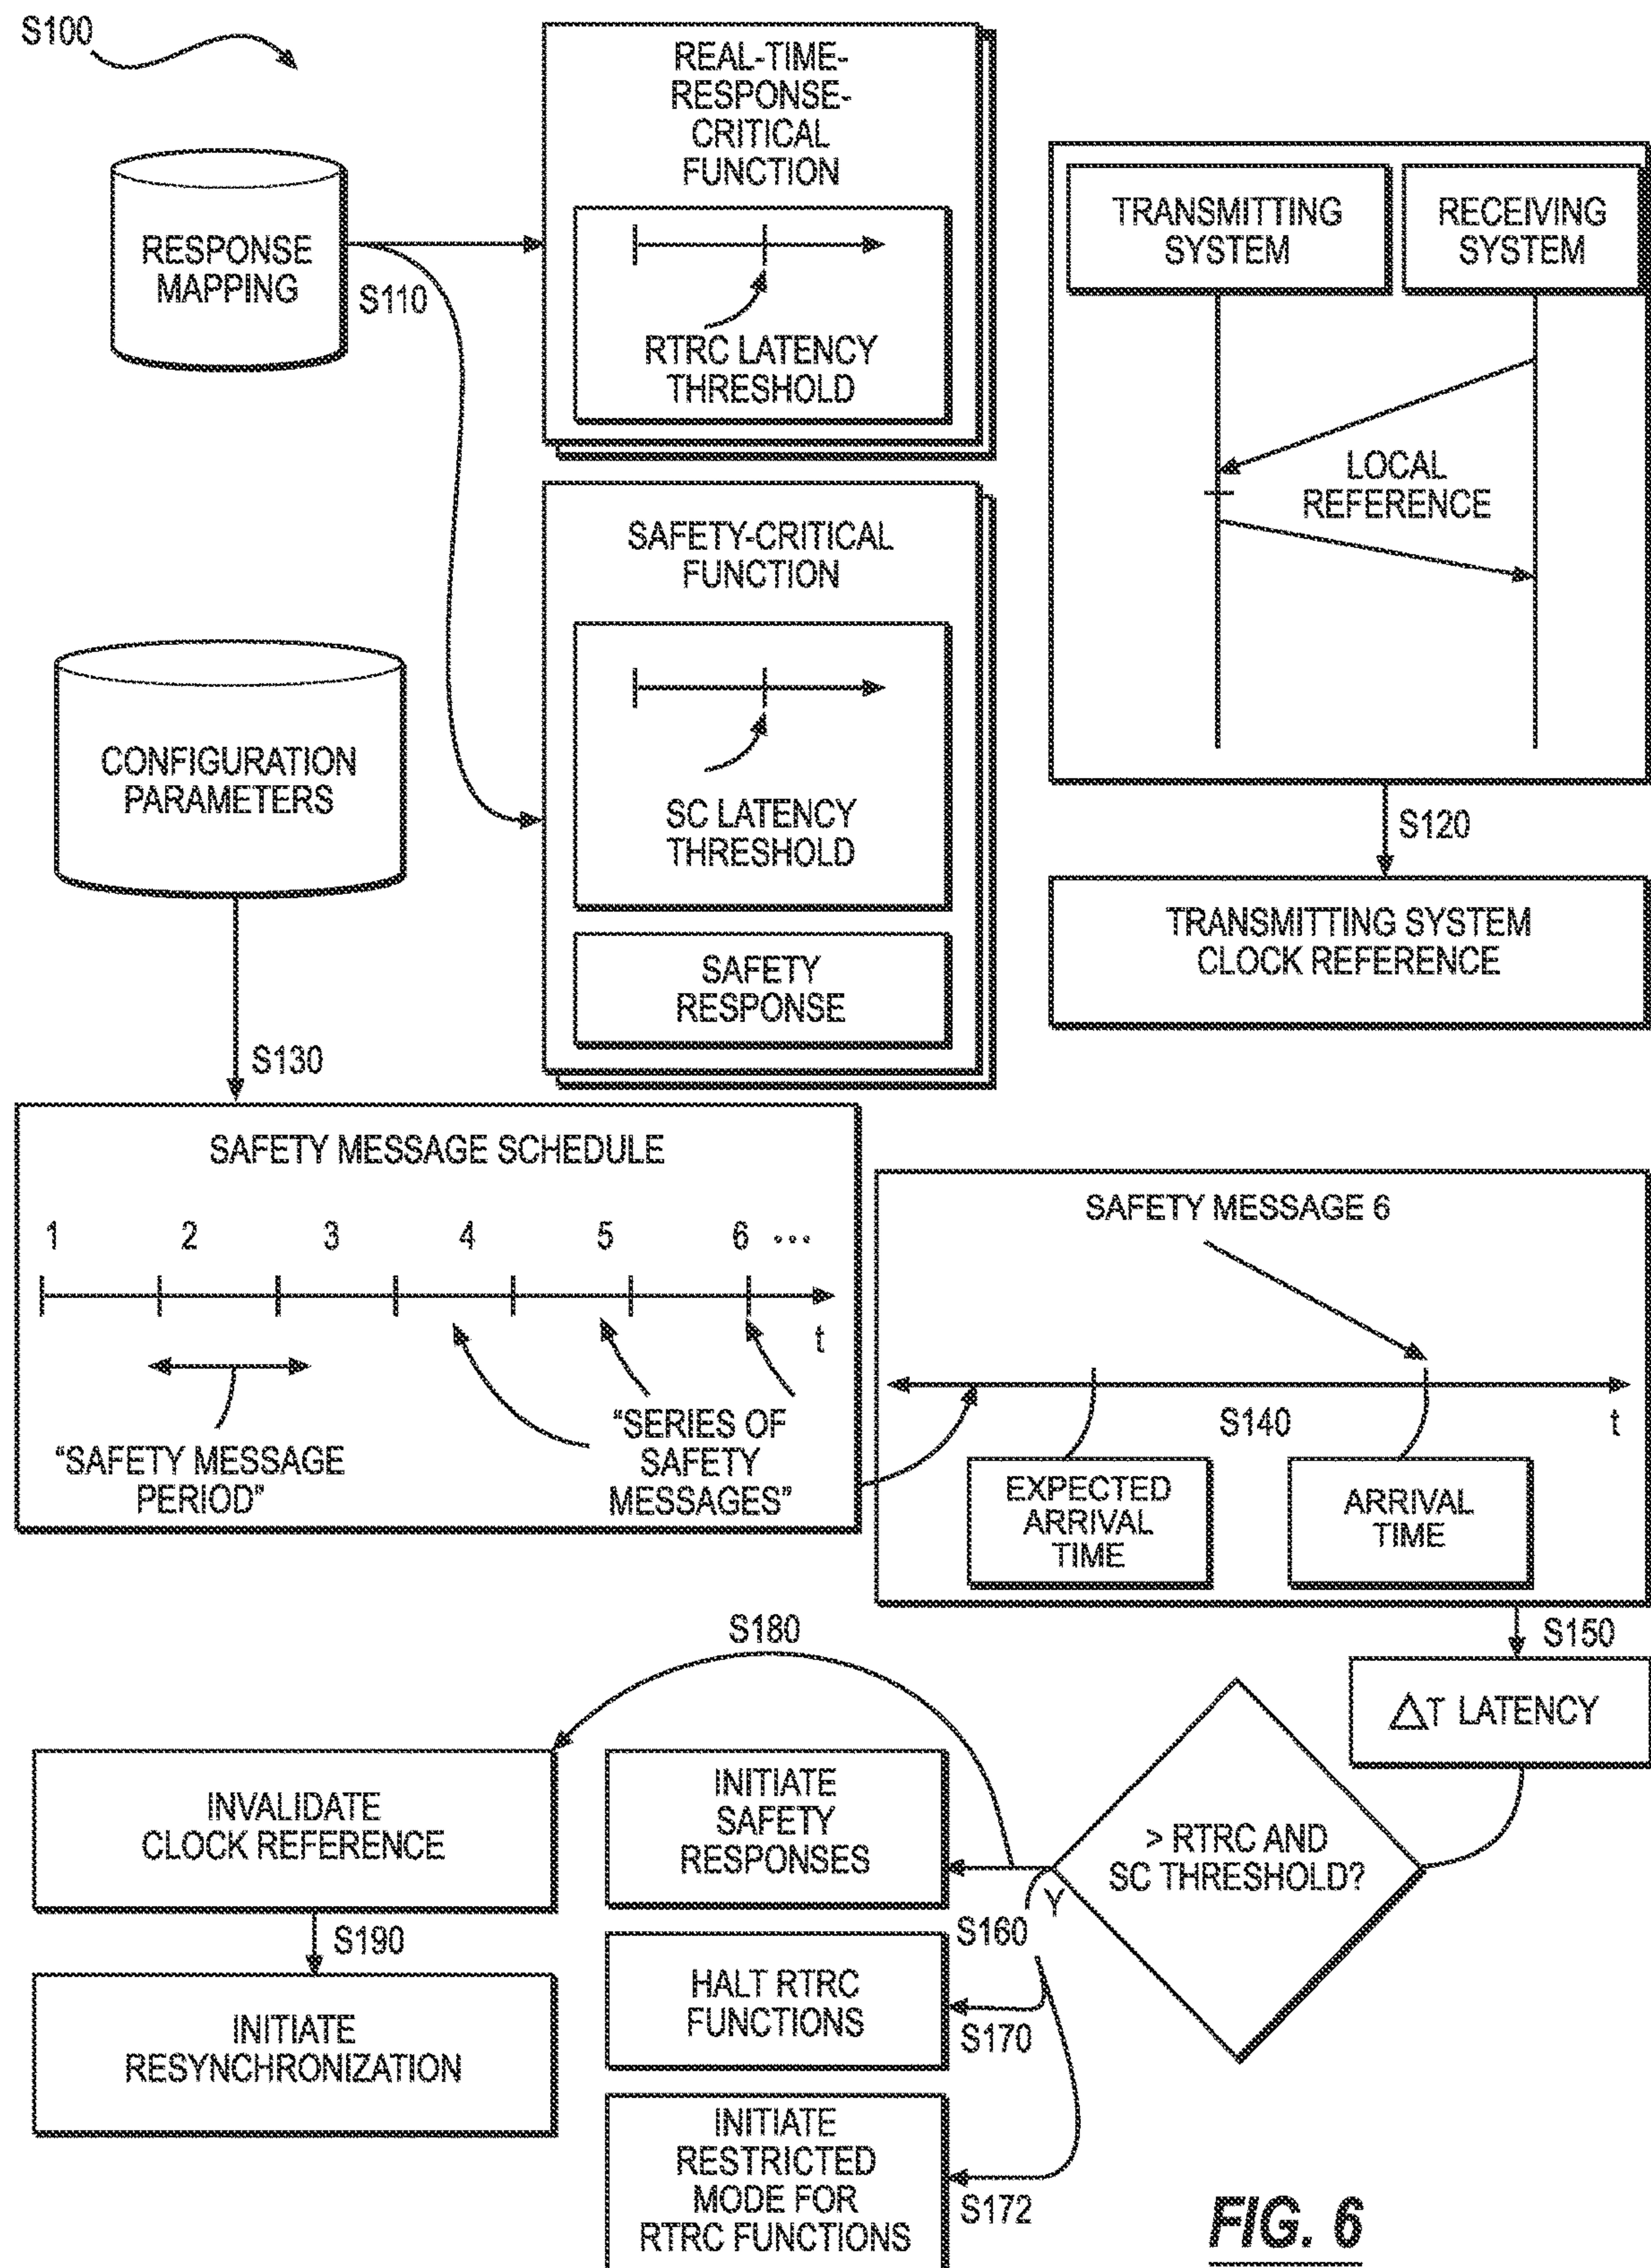 S100
REAL-TIME-
RESPONSE-
CRITICAL
FUNCTION
RESPONSE
MAPPING
S110
RTRC LATENCY
THRESHOLD
TRANSMITTING
SYSTEM
RECEIVING
SYSTEM
LOCAL
REFERENCE
SAFETY-CRITICAL
FUNCTION
CONFIGURATION
PARAMETERS
SC LATENCY
THRESHOLD
SAFETY
RESPONSE
S120
TRANSMITTING SYSTEM
CLOCK REFERENCE
S130
SAFETY MESSAGE SCHEDULE
1 2 3 4 5 6 ...
t
"SAFETY MESSAGE
PERIOD"
"SERIES OF
SAFETY
MESSAGES"
SAFETY MESSAGE 6
S140
t
EXPECTED
ARRIVAL
TIME
ARRIVAL
TIME
S150
ΔT LATENCY
> RTRC AND
SC THRESHOLD?
Y
S180
INVALIDATE
CLOCK REFERENCE
S190
INITIATE
RESYNCHRONIZATION
INITIATE
SAFETY
RESPONSES
S160
HALT RTRC
FUNCTIONS
S170
INITIATE
RESTRICTED
MODE FOR
RTRC FUNCTIONS
S172
FIG. 6